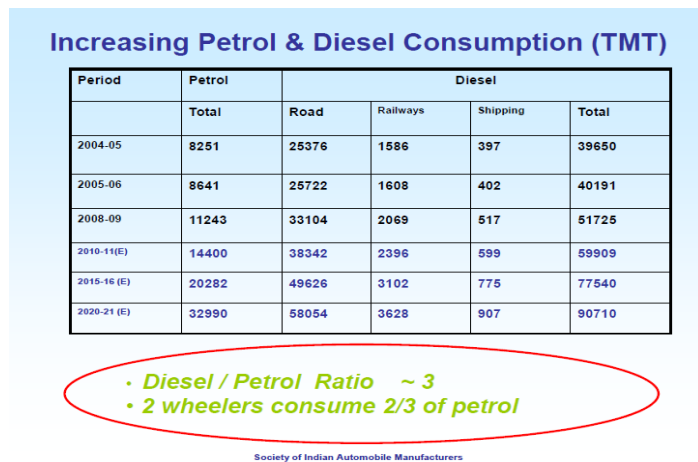 Increasing Petrol & Diesel Consumption (TMT)
Period Petrol Diesel
Total Road Railways Shipping Total
2004-05 8251 25376 1586 397 39650
2005-06 8641 25722 1608 402 40191
2008-09 11243 33104 2069 517 51725
2010-11(E) 14400 38342 2396 599 59909
2015-16 (E) 20282 49626 3102 775 77540
2020-21 (E) 32990 58054 3628 907 90710
• Diesel / Petrol Ratio ~ 3
• 2 wheelers consume 2/3 of petrol
Society of Indian Automobile Manufacturers